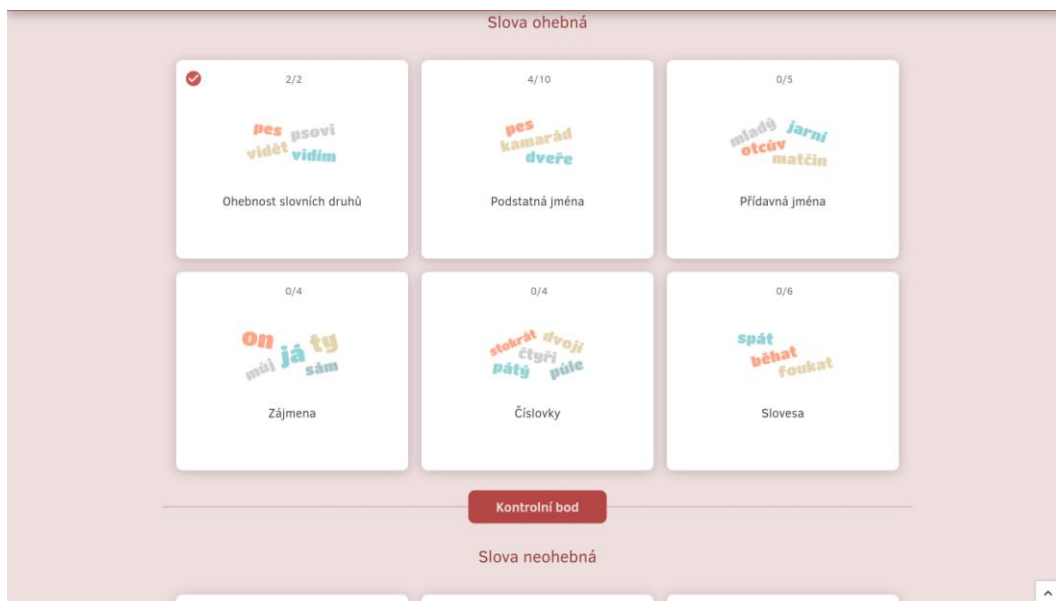 Slova ohebná
2/2
pes psovi
vidět vidím
Ohebnost slovních druhů
4/10
pes
kamarád
dveře
Podstatná jména
0/5
mladý jarní
otcův
matčin
Přídavná jména
0/4
on já ty
můj sám
Zájmena
0/4
stokrát dvojí
čtyři
pátý půle
Číslovky
0/6
spát
běhat
foukat
Slovesa
Kontrolní bod
Slova neohebná